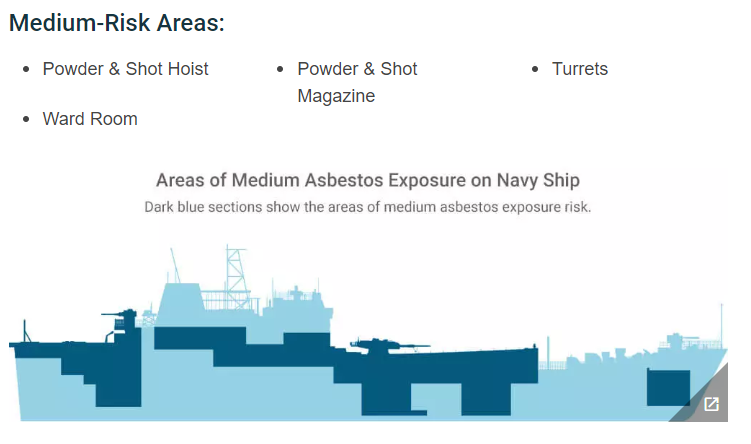 Medium-Risk Areas:
Powder & Shot Hoist
Powder & Shot
Magazine
Turrets
Ward Room
Areas of Medium Asbestos Exposure on Navy Ship
Dark blue sections show the areas of medium asbestos exposure risk.